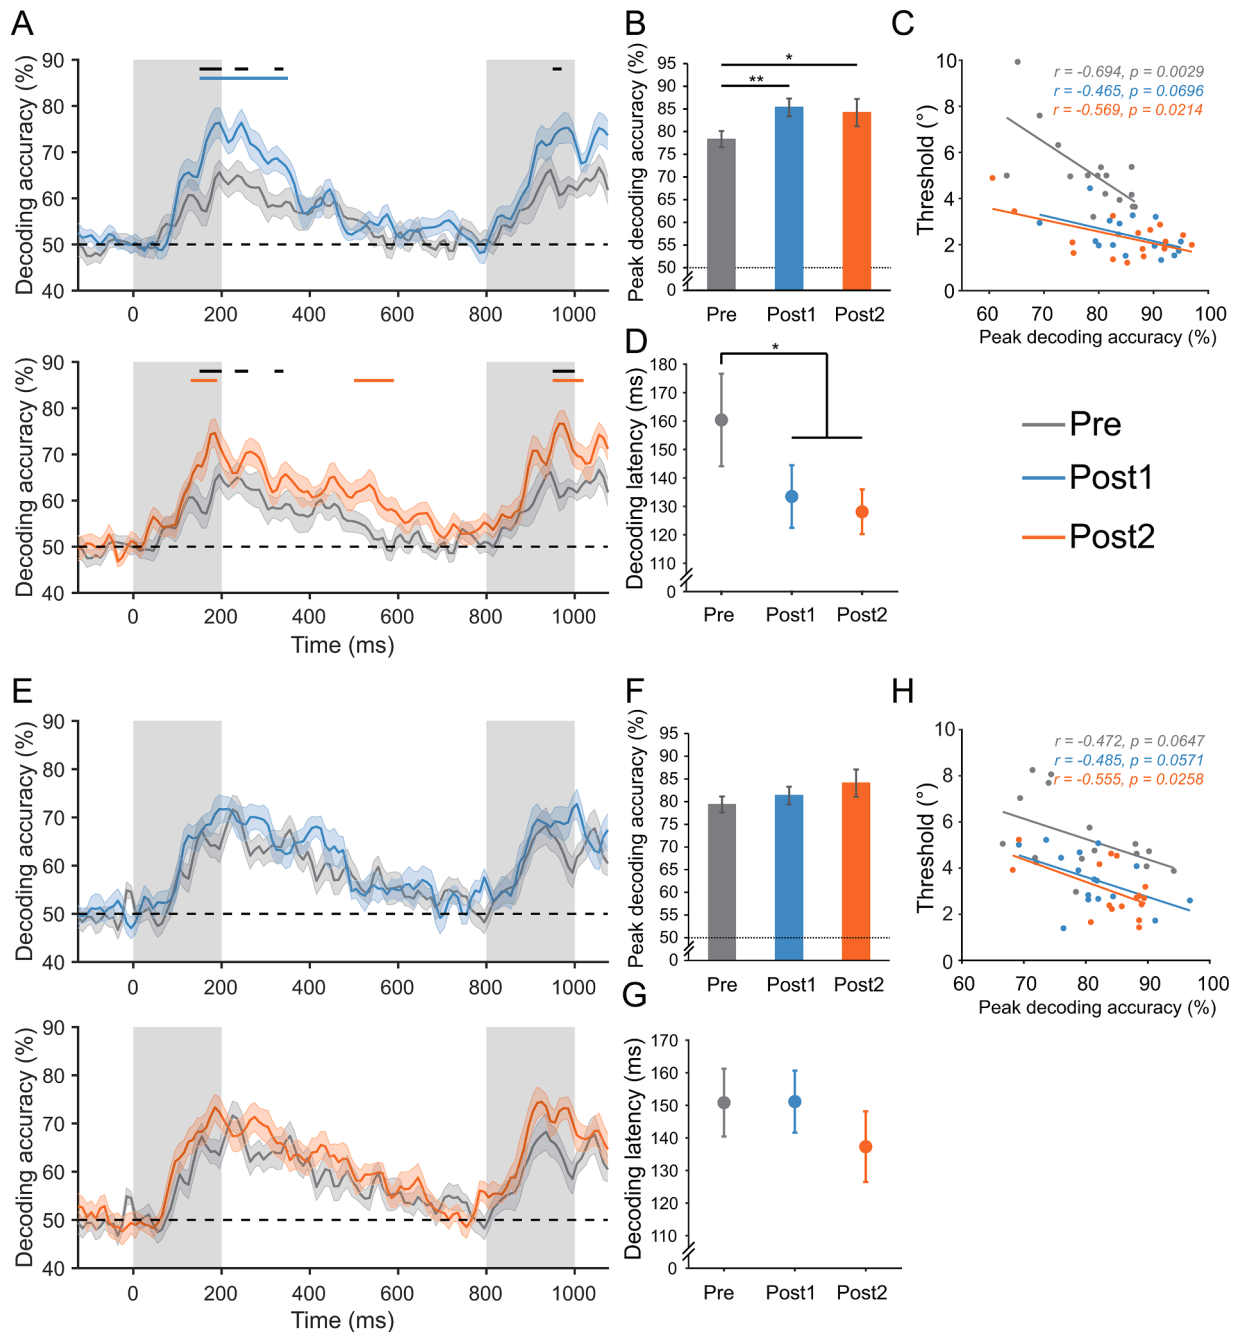 A
Decoding accuracy (%)
90
80
70
60
50
40
0
200
400
600
800
1000
Decoding accuracy (%)
90
80
70
60
50
40
0
200
400
600
800
1000
Time (ms)
B
Peak decoding accuracy (%)
95
90
85
80
75
70
65
60
55
50
0
**
*
Pre
Post1
Post2
C
Threshold (°)
10
8
6
4
2
0
r = -0.694, p = 0.0029
r = -0.465, p = 0.0696
r = -0.569, p = 0.0214
60
70
80
90
100
Peak decoding accuracy (%)
D
Decoding latency (ms)
180
170
160
150
140
130
120
110
0
*
Pre
Post1
Post2
Pre
Post1
Post2
E
Decoding accuracy (%)
90
80
70
60
50
40
0
200
400
600
800
1000
Decoding accuracy (%)
90
80
70
60
50
40
0
200
400
600
800
1000
Time (ms)
F
Peak decoding accuracy (%)
95
90
85
80
75
70
65
60
55
50
0
Pre
Post1
Post2
G
Decoding latency (ms)
170
160
150
140
130
120
110
0
Pre
Post1
Post2
H
Threshold (°)
10
8
6
4
2
0
r = -0.472, p = 0.0647
r = -0.485, p = 0.0571
r = -0.555, p = 0.0258
60
70
80
90
100
Peak decoding accuracy (%)